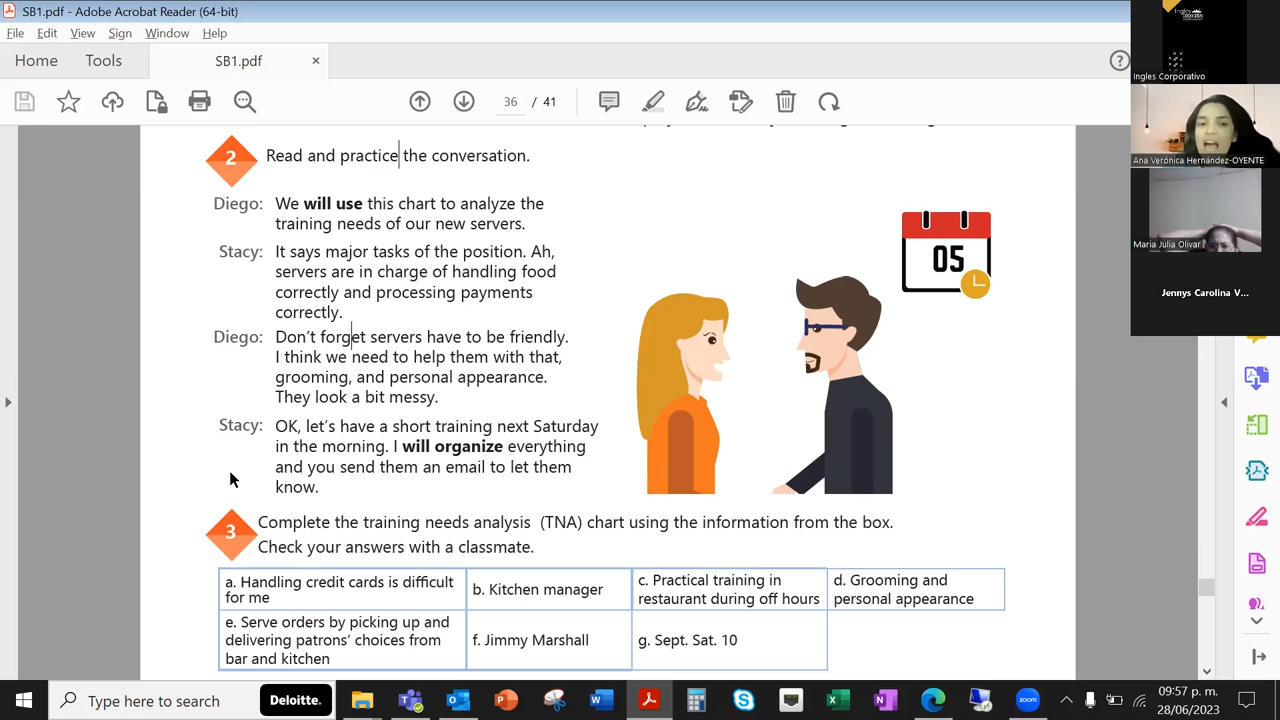 SB1.pdf - Adobe Acrobat Reader (64-bit)
File Edit View Sign Window Help
Home Tools SB1.pdf ×
36 / 41
2 Read and practice the conversation.
Diego: We will use this chart to analyze the
training needs of our new servers.
Stacy: It says major tasks of the position. Ah,
servers are in charge of handling food
correctly and processing payments
correctly.
Diego: Don't forget servers have to be friendly.
I think we need to help them with that,
grooming, and personal appearance.
They look a bit messy.
Stacy: OK, let's have a short training next Saturday
in the morning. I will organize everything
and you send them an email to let them
know.
05
3 Complete the training needs analysis (TNA) chart using the information from the box.
Check your answers with a classmate.
a. Handling credit cards is difficult
for me
b. Kitchen manager
c. Practical training in
restaurant during off hours
d. Grooming and
personal appearance
e. Serve orders by picking up and
delivering patrons' choices from
bar and kitchen
f. Jimmy Marshall
g. Sept. Sat. 10
Ingles Corporativo
Ana Verónica Hernández-OYENTE
Maria Julia Olivar
Jennys Carolina V...
Type here to search
Deloitte.
zoom
09:57 p. m.
28/06/2023